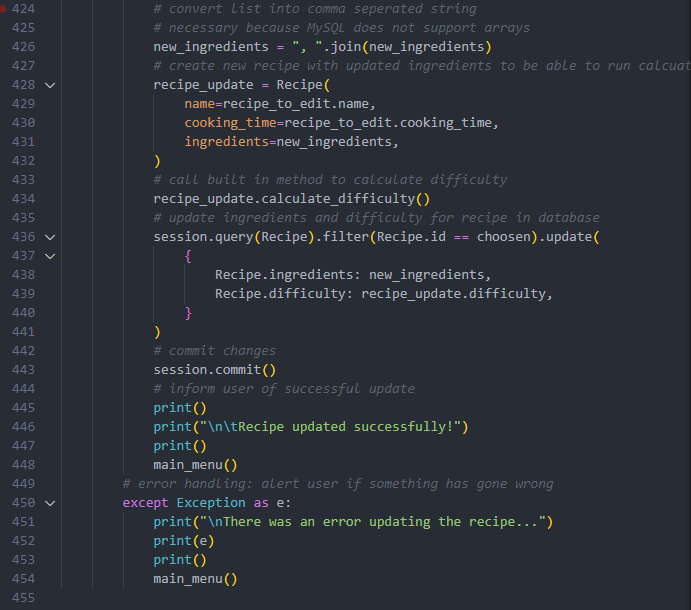 424 # convert list into comma seperated string
425 # necessary because MySQL does not support arrays
426 new_ingredients = ", ".join(new_ingredients)
427 # create new recipe with updated ingredients to be able to run calcuat
428 recipe_update = Recipe(
429 name=recipe_to_edit.name,
430 cooking_time=recipe_to_edit.cooking_time,
431 ingredients=new_ingredients,
432 )
433 # call built in method to calculate difficulty
434 recipe_update.calculate_difficulty()
435 # update ingredients and difficulty for recipe in database
436 session.query(Recipe).filter(Recipe.id == choosen).update(
437 {
438 Recipe.ingredients: new_ingredients,
439 Recipe.difficulty: recipe_update.difficulty,
440 }
441 )
442 # commit changes
443 session.commit()
444 # inform user of successful update
445 print()
446 print("\n\tRecipe updated successfully!")
447 print()
448 main_menu()
449 # error handling: alert user if something has gone wrong
450 except Exception as e:
451 print("\nThere was an error updating the recipe...")
452 print(e)
453 print()
454 main_menu()
455